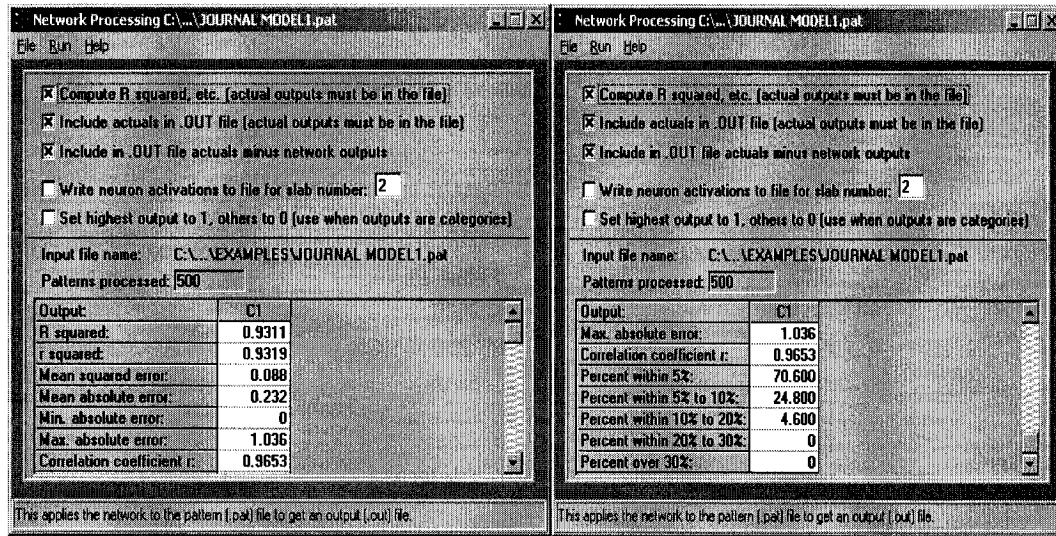 Network Processing C:\...\JOURNAL MODEL1.pat
File Run Help
Compute R squared, etc. (actual outputs must be in the file)
Include actuals in .OUT file (actual outputs must be in the file)
Include in .OUT file actuals minus network outputs
Write neuron activations to file for slab number: 2
Set highest output to 1, others to 0 (use when outputs are categories)
Input file name: C:\...\EXAMPLES\JOURNAL MODEL1.pat
Patterns processed: 500
Output: C1
R squared: 0.9311
r squared: 0.9319
Mean squared error: 0.088
Mean absolute error: 0.232
Min. absolute error: 0
Max. absolute error: 1.036
Correlation coefficient r: 0.9653
This applies the network to the pattern (.pat) file to get an output (.out) file.
Network Processing C:\...\JOURNAL MODEL1.pat
File Run Help
Compute R squared, etc. (actual outputs must be in the file)
Include actuals in .OUT file (actual outputs must be in the file)
Include in .OUT file actuals minus network outputs
Write neuron activations to file for slab number: 2
Set highest output to 1, others to 0 (use when outputs are categories)
Input file name: C:\...\EXAMPLES\JOURNAL MODEL1.pat
Patterns processed: 500
Output: C1
Max. absolute error: 1.036
Correlation coefficient r: 0.9653
Percent within 5%: 70.600
Percent within 5% to 10%: 24.800
Percent within 10% to 20%: 4.600
Percent within 20% to 30%: 0
Percent over 30%: 0
This applies the network to the pattern (.pat) file to get an output (.out) file.